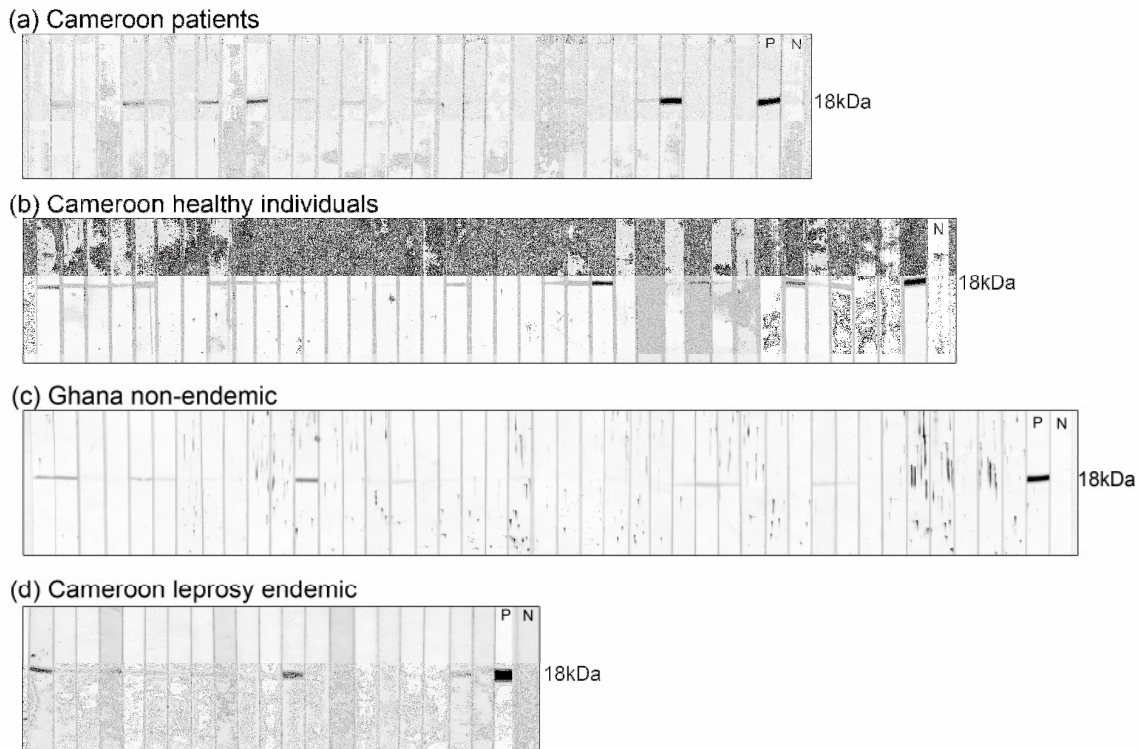 (a) Cameroon patients
P N
18kDa
(b) Cameroon healthy individuals
N
18kDa
(c) Ghana non-endemic
P N
18kDa
(d) Cameroon leprosy endemic
P N
18kDa